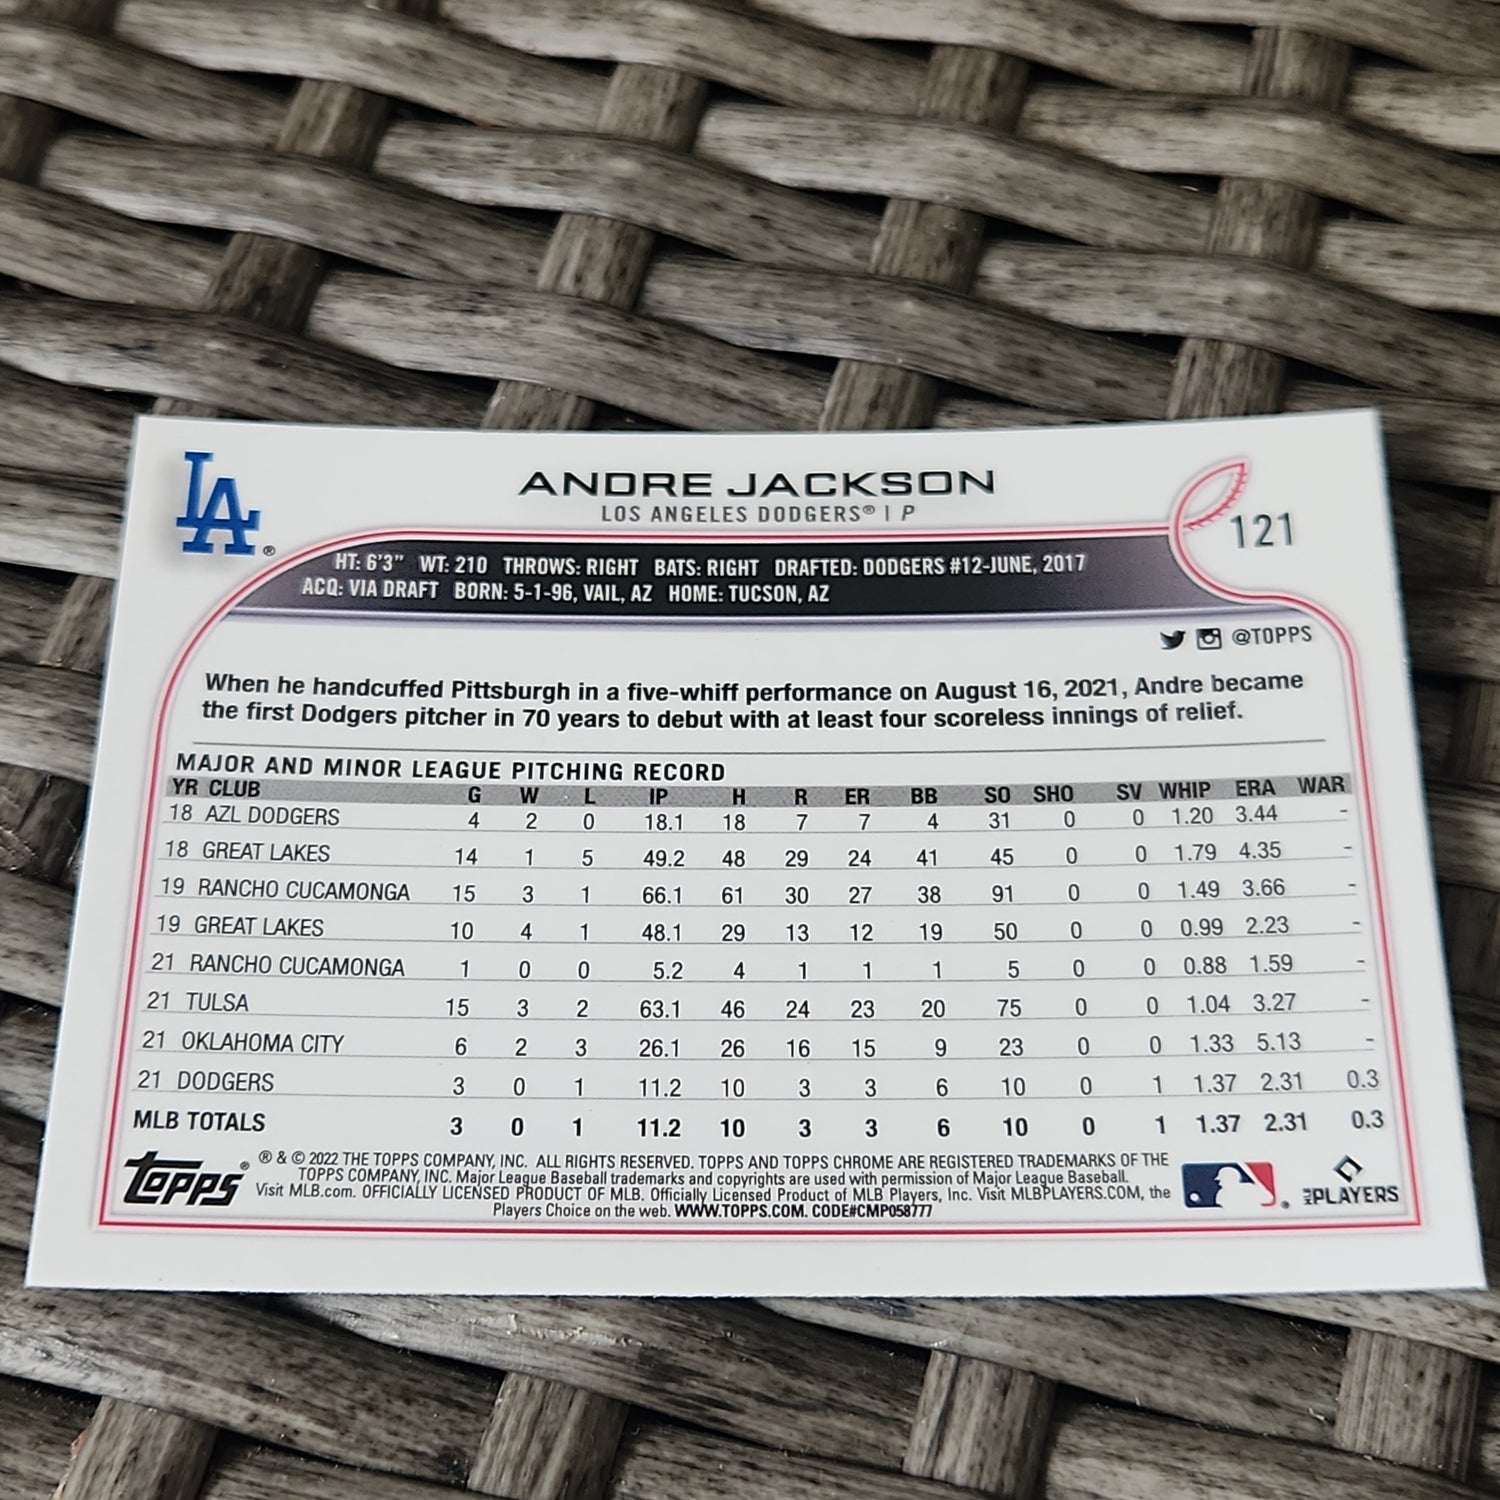 LA®
ANDRE JACKSON
LOS ANGELES DODGERS® | P
121
HT: 6'3" WT: 210 THROWS: RIGHT BATS: RIGHT DRAFTED: DODGERS #12-JUNE, 2017
ACQ: VIA DRAFT BORN: 5-1-96, VAIL, AZ HOME: TUCSON, AZ
@TOPPS
When he handcuffed Pittsburgh in a five-whiff performance on August 16, 2021, Andre became
the first Dodgers pitcher in 70 years to debut with at least four scoreless innings of relief.
MAJOR AND MINOR LEAGUE PITCHING RECORD
YR CLUB G W L IP H R ER BB SO SHO SV WHIP ERA WAR
18 AZL DODGERS 4 2 0 18.1 18 7 7 4 31 0 0 1.20 3.44 -
18 GREAT LAKES 14 1 5 49.2 48 29 24 41 45 0 0 1.79 4.35 -
19 RANCHO CUCAMONGA 15 3 1 66.1 61 30 27 38 91 0 0 1.49 3.66 -
19 GREAT LAKES 10 4 1 48.1 29 13 12 19 50 0 0 0.99 2.23 -
21 RANCHO CUCAMONGA 1 0 0 5.2 4 1 1 1 5 0 0 0.88 1.59 -
21 TULSA 15 3 2 63.1 46 24 23 20 75 0 0 1.04 3.27 -
21 OKLAHOMA CITY 6 2 3 26.1 26 16 15 9 23 0 0 1.33 5.13 -
21 DODGERS 3 0 1 11.2 10 3 3 6 10 0 1 1.37 2.31 0.3
MLB TOTALS 3 0 1 11.2 10 3 3 6 10 0 1 1.37 2.31 0.3
TOPPS®
® & © 2022 THE TOPPS COMPANY, INC. ALL RIGHTS RESERVED. TOPPS AND TOPPS CHROME ARE REGISTERED TRADEMARKS OF THE
TOPPS COMPANY, INC. Major League Baseball trademarks and copyrights are used with permission of Major League Baseball.
Visit MLB.com. OFFICIALLY LICENSED PRODUCT OF MLB. Officially Licensed Product of MLB Players, Inc. Visit MLBPLAYERS.COM, the
Players Choice on the web. WWW.TOPPS.COM. CODE#CMP058777
MLB PLAYERS